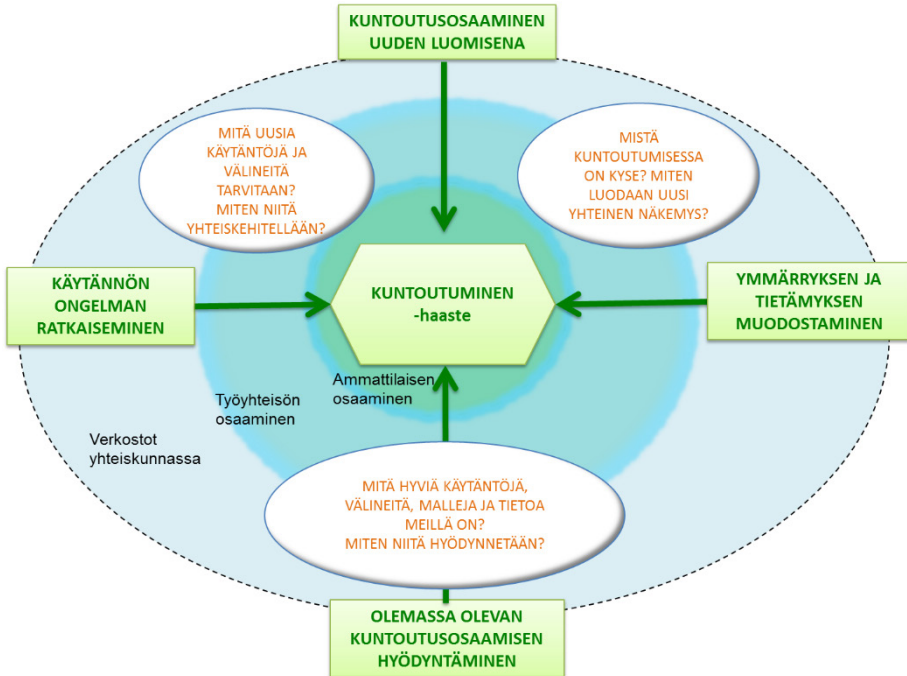 KUNTOUTUSOSAAMINEN
UUDEN LUOMISENA
MITÄ UUSIA
KÄYTÄNTÖJÄ JA
VÄLINEITÄ
TARVITAAN?
MITEN NIITÄ
YHTEISKEHITELLÄÄN?
MISTÄ
KUNTOUTUMISESSA
ON KYSE? MITEN
LUODAAN UUSI
YHTEINEN NÄKEMYS?
KÄYTÄNNÖN
ONGELMAN
RATKAISEMINEN
KUNTOUTUMINEN
-haaste
YMMÄRRYKSEN JA
TIETÄMYKSEN
MUODOSTAMINEN
Ammattilaisen
osaaminen
Työyhteisön
osaaminen
Verkostot
yhteiskunnassa
MITÄ HYVIÄ KÄYTÄNTÖJÄ,
VÄLINEITÄ, MALLEJA JA TIETOA
MEILLÄ ON?
MITEN NIITÄ HYÖDYNNETÄÄN?
OLEMASSA OLEVAN
KUNTOUTUSOSAAMISEN
HYÖDYNTÄMINEN